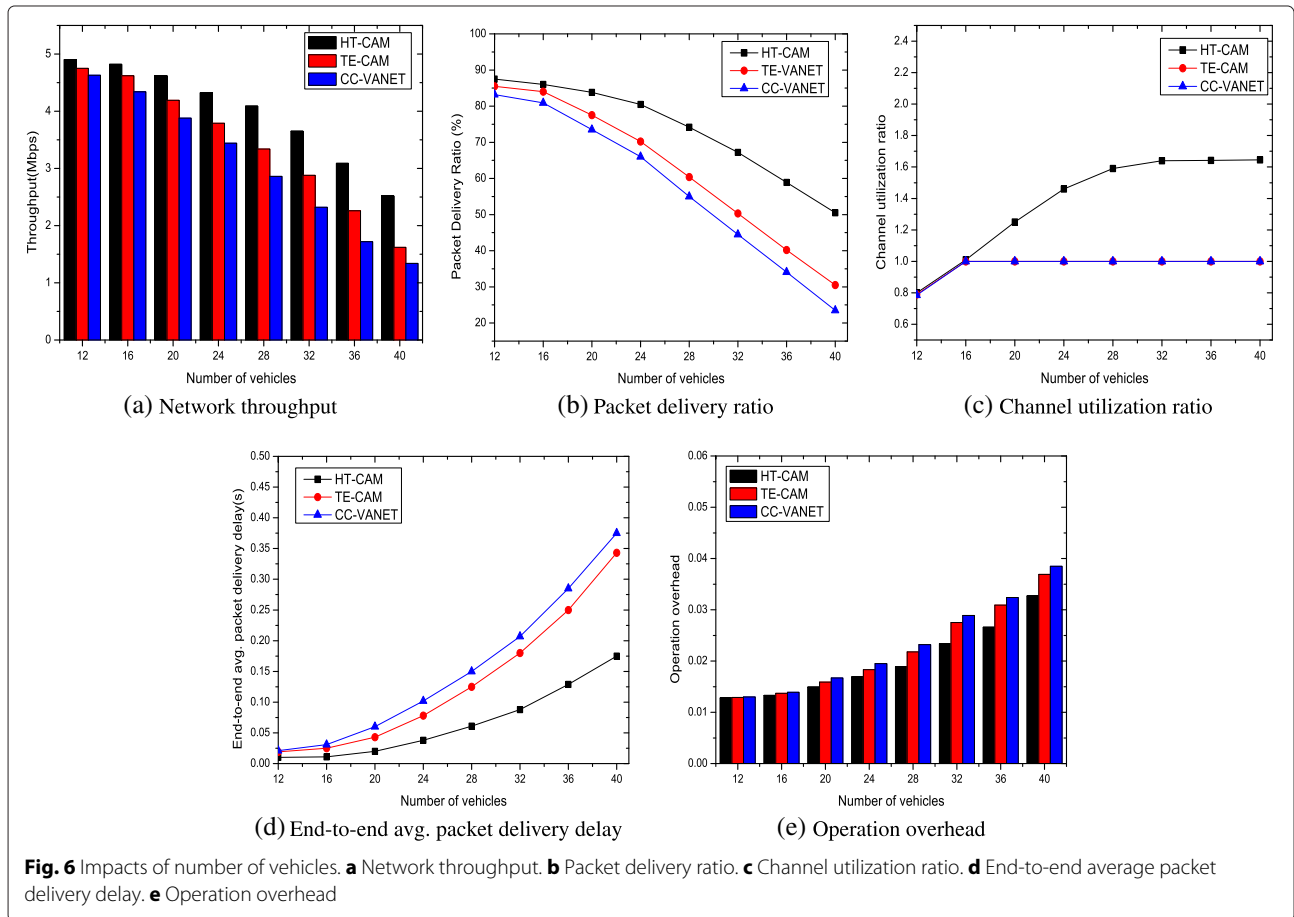 HT-CAM
TE-CAM
CC-VANET
5
4
3
2
1
0
Throughput(Mbps)
12 16 20 24 28 32 36 40
Number of vehicles
(a) Network throughput
HT-CAM
TE-VANET
CC-VANET
100
90
80
70
60
50
40
30
20
Packet Delivery Ratio (%)
12 16 20 24 28 32 36 40
Number of vehicles
(b) Packet delivery ratio
HT-CAM
TE-CAM
CC-VANET
2.4
2.2
2.0
1.8
1.6
1.4
1.2
1.0
0.8
0.6
Channel utilization ratio
12 16 20 24 28 32 36 40
Number of vehicles
(c) Channel utilization ratio
HT-CAM
TE-CAM
CC-VANET
0.50
0.45
0.40
0.35
0.30
0.25
0.20
0.15
0.10
0.05
0.00
End-to-end avg. packet delivery delay(s)
12 16 20 24 28 32 36 40
Number of vehicles
(d) End-to-end avg. packet delivery delay
HT-CAM
TE-CAM
CC-VANET
0.06
0.05
0.04
0.03
0.02
0.01
0.00
Operation overhead
12 16 20 24 28 32 36 40
Number of vehicles
(e) Operation overhead
Fig. 6 Impacts of number of vehicles. a Network throughput. b Packet delivery ratio. c Channel utilization ratio. d End-to-end average packet
delivery delay. e Operation overhead